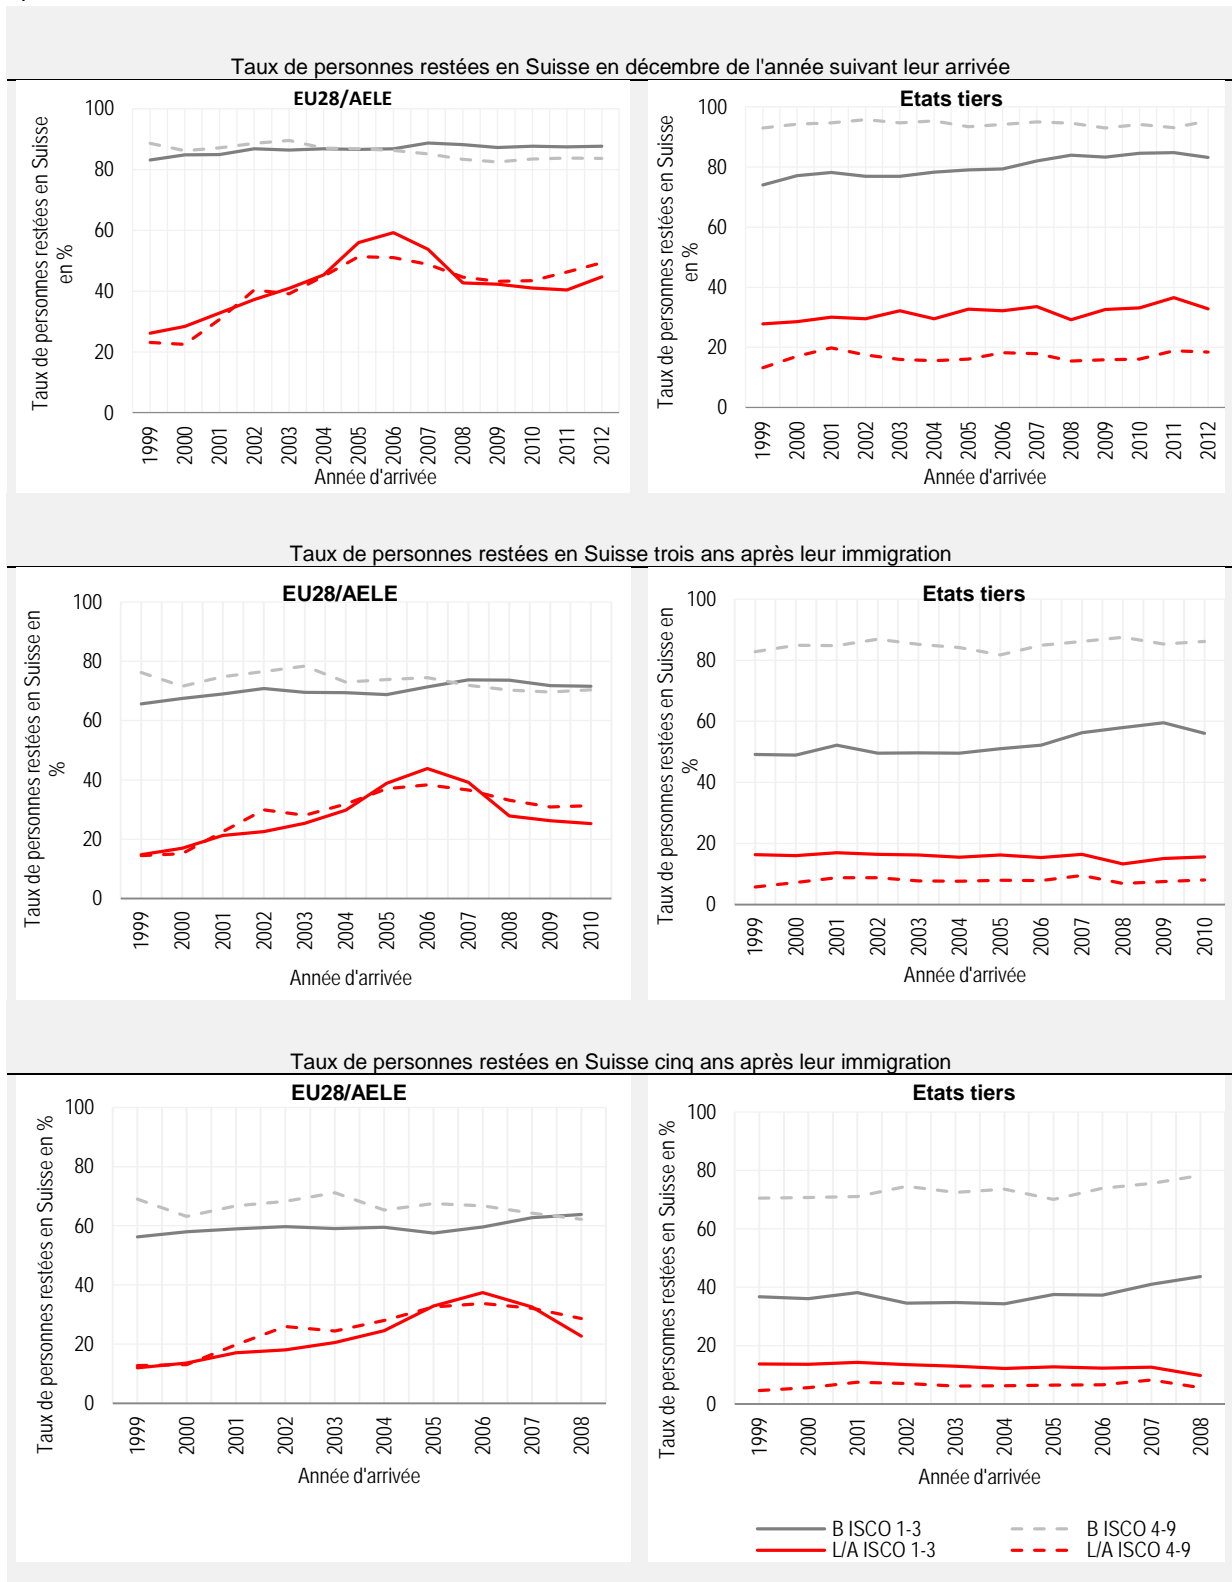 Taux de personnes restées en Suisse en décembre de l'année suivant leur arrivée
EU28/AELE
Taux de personnes restées en Suisse
en %
100
80
60
40
20
0
1999 2000 2001 2002 2003 2004 2005 2006 2007 2008 2009 2010 2011 2012
Année d'arrivée
Etats tiers
Taux de personnes restées en Suisse
en %
100
80
60
40
20
0
1999 2000 2001 2002 2003 2004 2005 2006 2007 2008 2009 2010 2011 2012
Année d'arrivée
Taux de personnes restées en Suisse trois ans après leur immigration
EU28/AELE
Taux de personnes restées en Suisse en
%
100
80
60
40
20
0
1999 2000 2001 2002 2003 2004 2005 2006 2007 2008 2009 2010
Année d'arrivée
Etats tiers
Taux de personnes restées en Suisse en
%
100
80
60
40
20
0
1999 2000 2001 2002 2003 2004 2005 2006 2007 2008 2009 2010
Année d'arrivée
Taux de personnes restées en Suisse cinq ans après leur immigration
EU28/AELE
Taux de personnes restées en Suisse en %
100
80
60
40
20
0
1999 2000 2001 2002 2003 2004 2005 2006 2007 2008
Année d'arrivée
Etats tiers
Taux de personnes restées en Suisse en %
100
80
60
40
20
0
1999 2000 2001 2002 2003 2004 2005 2006 2007 2008
Année d'arrivée
B ISCO 1-3 B ISCO 4-9
L/A ISCO 1-3 L/A ISCO 4-9